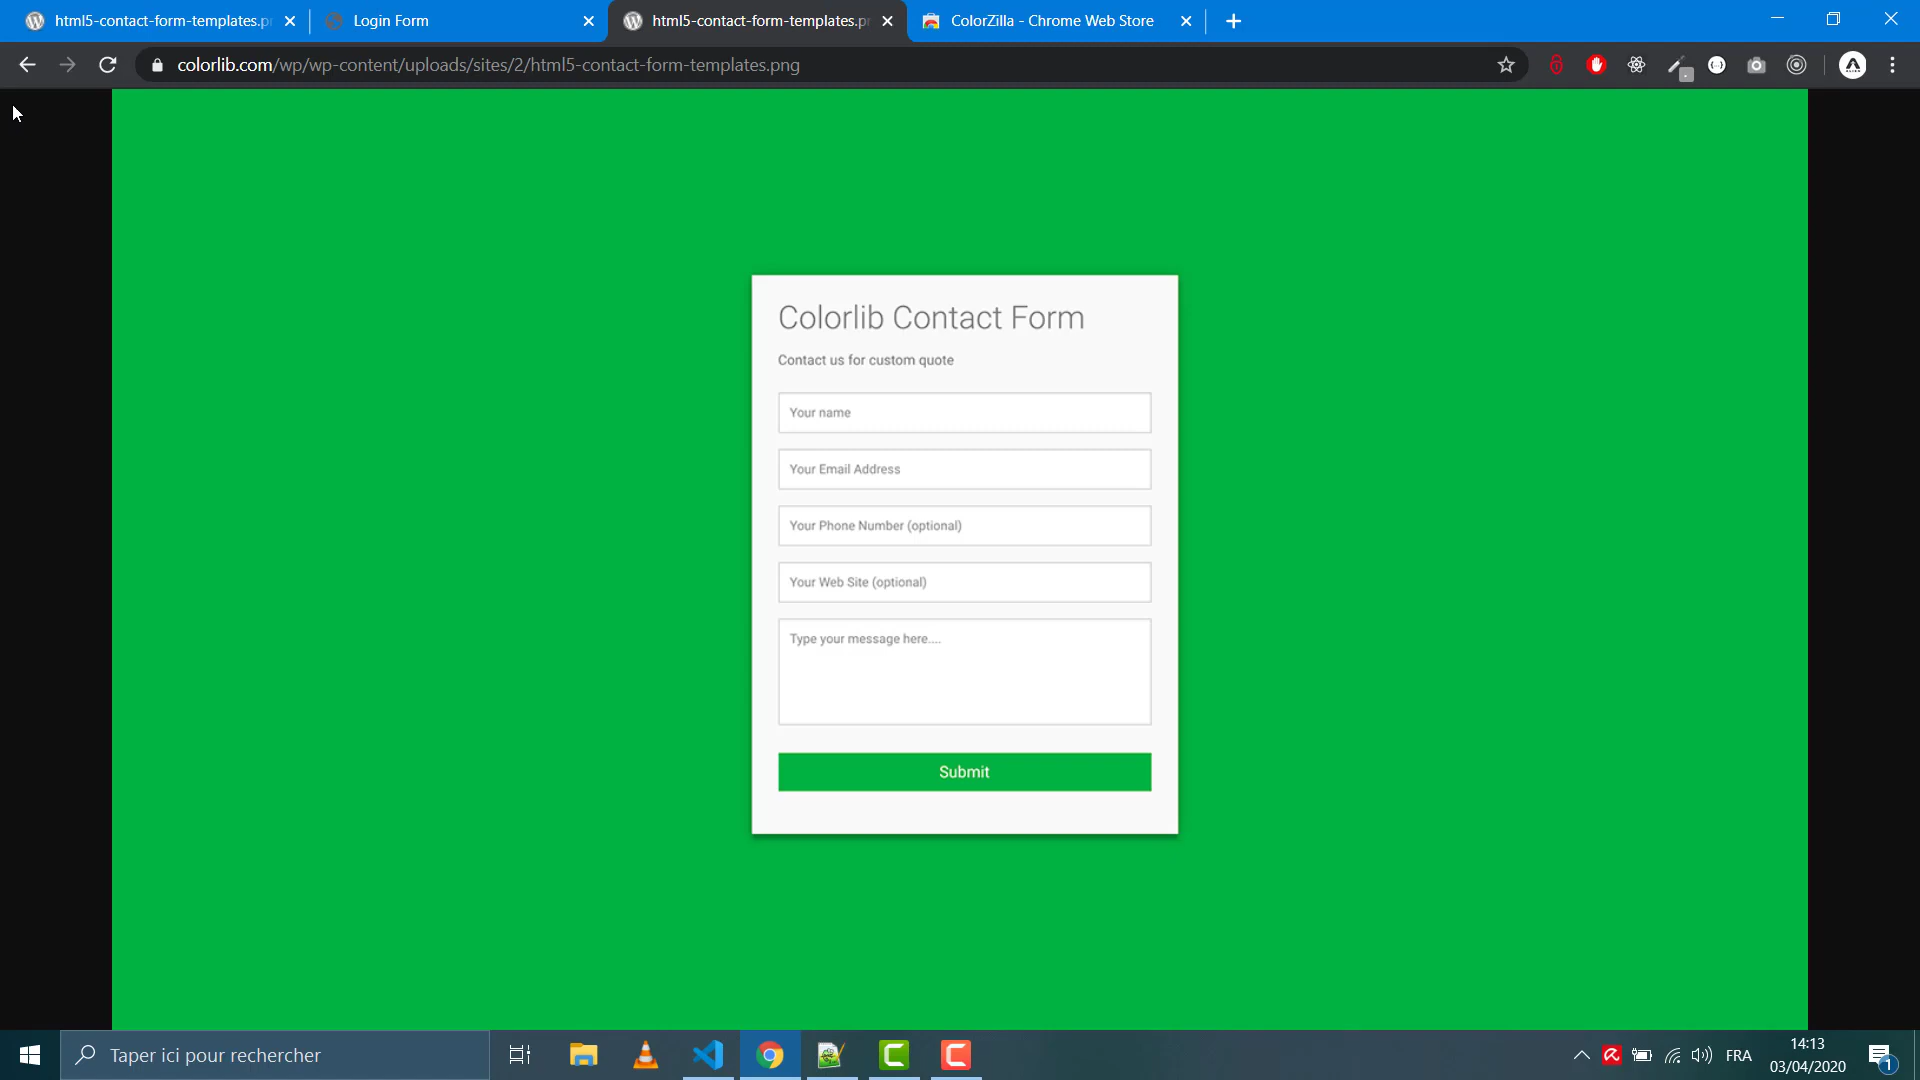 html5-contact-form-templates.p
Login Form
html5-contact-form-templates.p
ColorZilla - Chrome Web Store
colorlib.com/wp/wp-content/uploads/sites/2/html5-contact-form-templates.png
Colorlib Contact Form
Contact us for custom quote
Your name
Your Email Address
Your Phone Number (optional)
Your Web Site (optional)
Type your message here....
Submit
Taper ici pour rechercher
FRA
14:13
03/04/2020
1